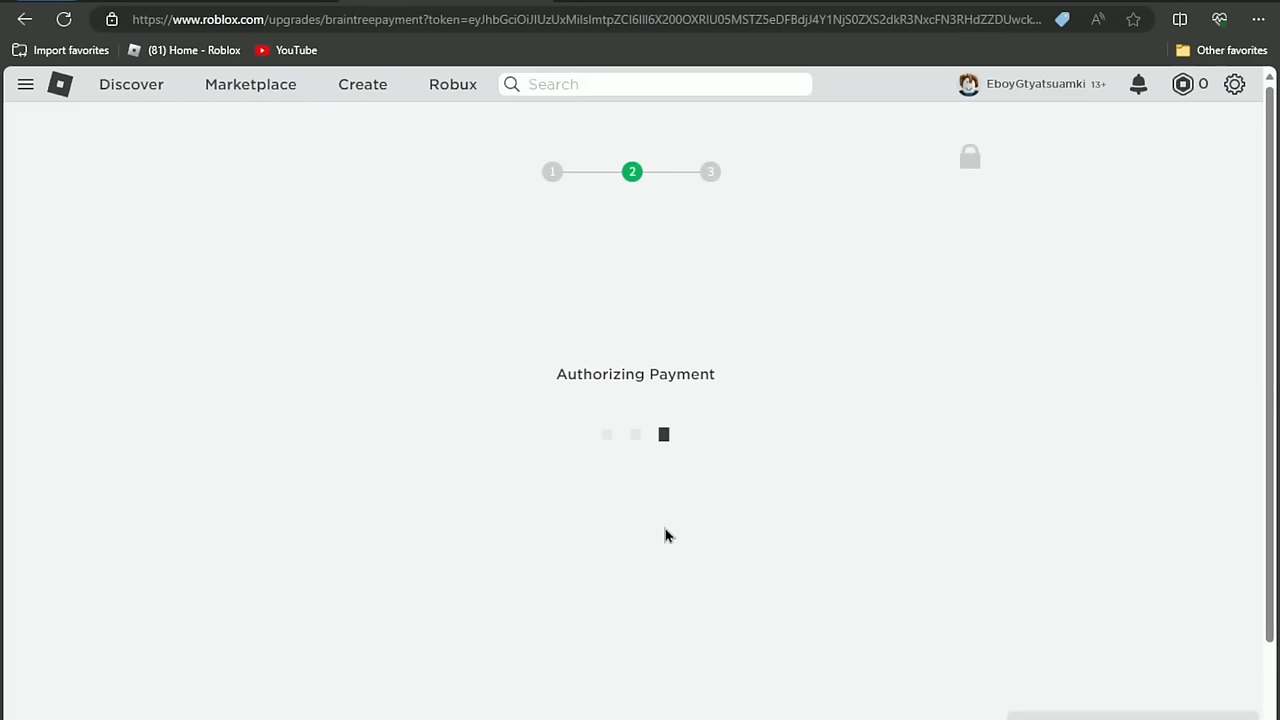 https://www.roblox.com/upgrades/braintreepayment?token=
Import favorites
(81) Home - Roblox
YouTube
Other favorites
Discover
Marketplace
Create
Robux
Search
EboyGtyatsuamki 13+
0
1
2
3
Authorizing Payment